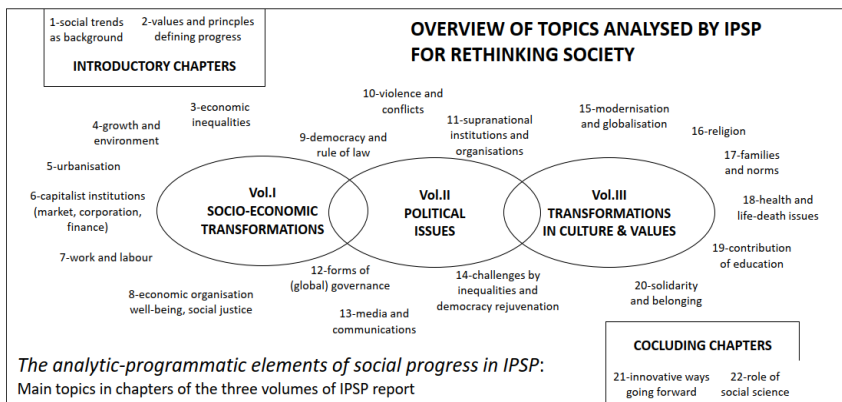 1-social trends
as background
2-values and princples
defining progress
INTRODUCTORY CHAPTERS
OVERVIEW OF TOPICS ANALYSED BY IPSP
FOR RETHINKING SOCIETY
3-economic
inequalities
4-growth and
environment
5-urbanisation
6-capitalist institutions
(market, corporation,
finance)
7-work and labour
8-economic organisation
well-being, social justice
Vol.I
SOCIO-ECONOMIC
TRANSFORMATIONS
9-democracy and
rule of law
10-violence and
conflicts
11-supranational
institutions and
organisations
Vol.II
POLITICAL
ISSUES
12-forms of
(global) governance
13-media and
communications
14-challenges by
inequalities and
democracy rejuvenation
15-modernisation
and globalisation
16-religion
17-families
and norms
Vol.III
TRANSFORMATIONS
IN CULTURE & VALUES
18-health and
life-death issues
19-contribution
of education
20-solidarity
and belonging
COCLUDING CHAPTERS
21-innovative ways
going forward
22-role of
social science
The analytic-programmatic elements of social progress in IPSP:
Main topics in chapters of the three volumes of IPSP report